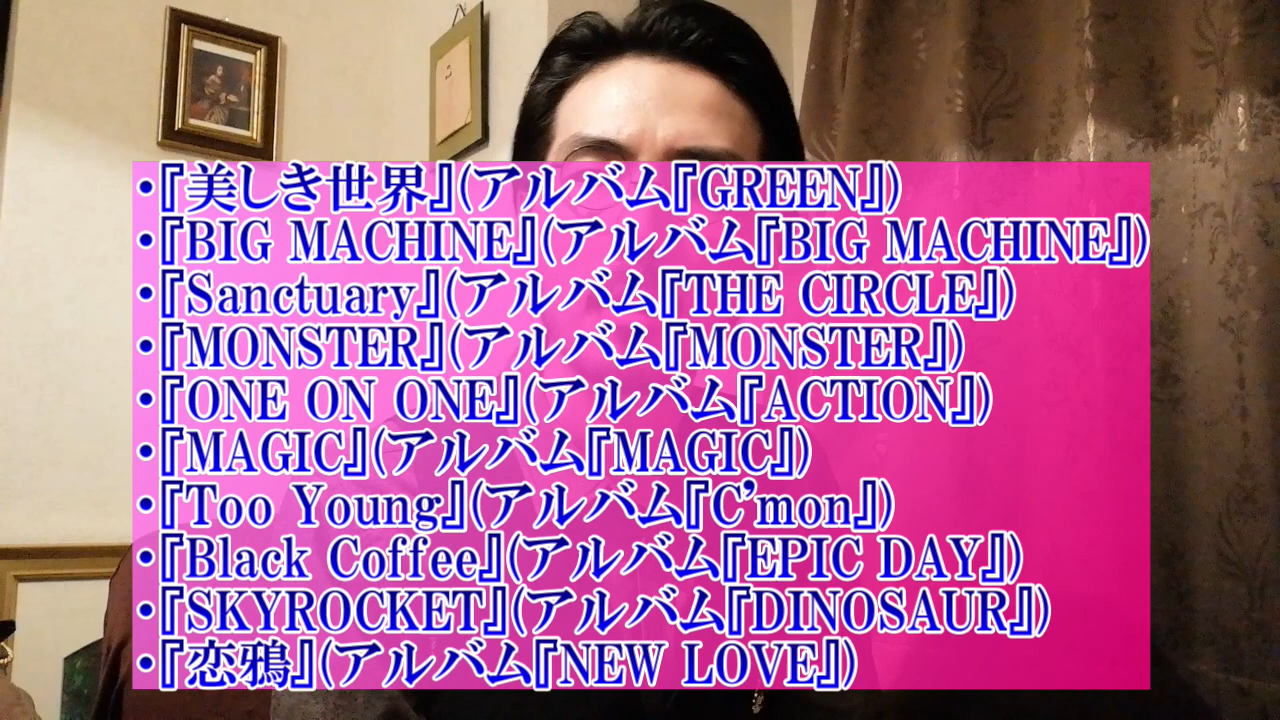 ・『美しき世界』(アルバム『GREEN』)
・『BIG MACHINE』(アルバム『BIG MACHINE』)
・『Sanctuary』(アルバム『THE CIRCLE』)
・『MONSTER』(アルバム『MONSTER』)
・『ONE ON ONE』(アルバム『ACTION』)
・『MAGIC』(アルバム『MAGIC』)
・『Too Young』(アルバム『C’mon』)
・『Black Coffee』(アルバム『EPIC DAY』)
・『SKYROCKET』(アルバム『DINOSAUR』)
・『恋鴉』(アルバム『NEW LOVE』)